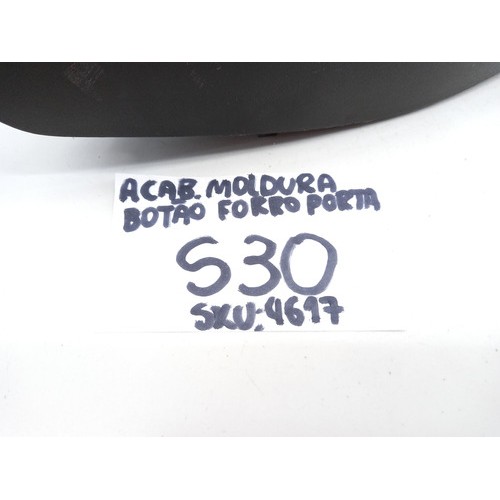 ACAB. MOLDURA
BOTAO FORRO PORTA
S30
SKU: 4697